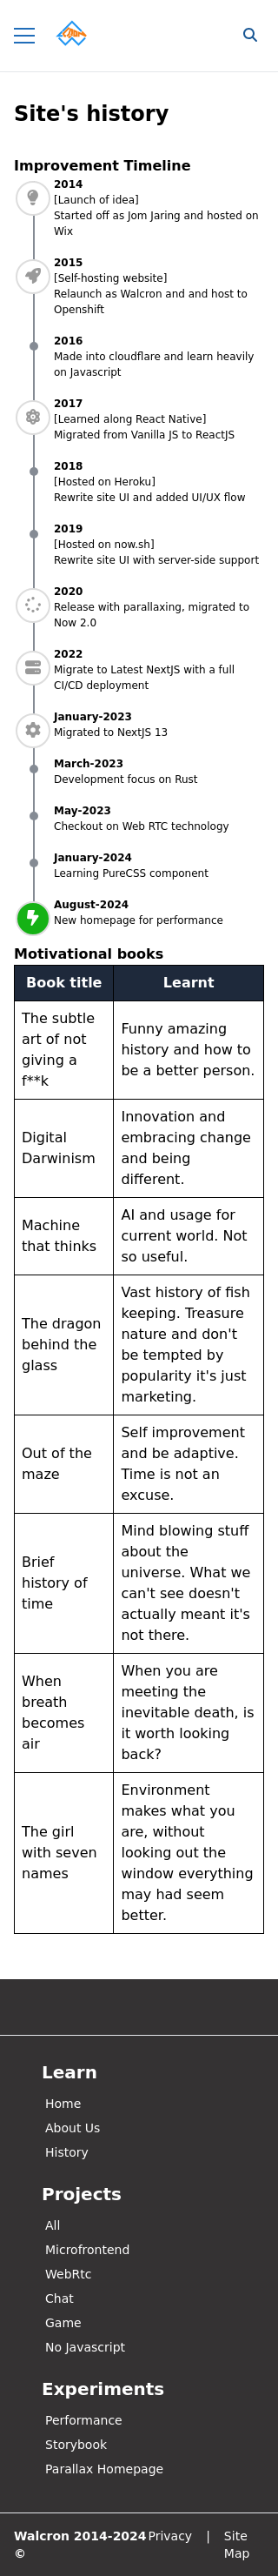 Site's history
Improvement Timeline
2014
[Launch of idea]
Started off as Jom Jaring and hosted on
Wix
2015
[Self-hosting website]
Relaunch as Walcron and and host to
Openshift
2016
Made into cloudflare and learn heavily
on Javascript
2017
[Learned along React Native]
Migrated from Vanilla JS to ReactJS
2018
[Hosted on Heroku]
Rewrite site UI and added UI/UX flow
2019
[Hosted on now.sh]
Rewrite site UI with server-side support
2020
Release with parallaxing, migrated to
Now 2.0
2022
Migrate to Latest NextJS with a full
CI/CD deployment
January-2023
Migrated to NextJS 13
March-2023
Development focus on Rust
May-2023
Checkout on Web RTC technology
January-2024
Learning PureCSS component
August-2024
New homepage for performance
Motivational books
Book title Learnt
The subtle
art of not
giving a
f**k
Funny amazing
history and how to
be a better person.
Digital
Darwinism
Innovation and
embracing change
and being
different.
Machine
that thinks
AI and usage for
current world. Not
so useful.
The dragon
behind the
glass
Vast history of fish
keeping. Treasure
nature and don't
be tempted by
popularity it's just
marketing.
Out of the
maze
Self improvement
and be adaptive.
Time is not an
excuse.
Brief
history of
time
Mind blowing stuff
about the
universe. What we
can't see doesn't
actually meant it's
not there.
When
breath
becomes
air
When you are
meeting the
inevitable death, is
it worth looking
back?
The girl
with seven
names
Environment
makes what you
are, without
looking out the
window everything
may had seem
better.
Learn
Home
About Us
History
Projects
All
Microfrontend
WebRtc
Chat
Game
No Javascript
Experiments
Performance
Storybook
Parallax Homepage
Walcron 2014-2024
©
Privacy | Site
Map